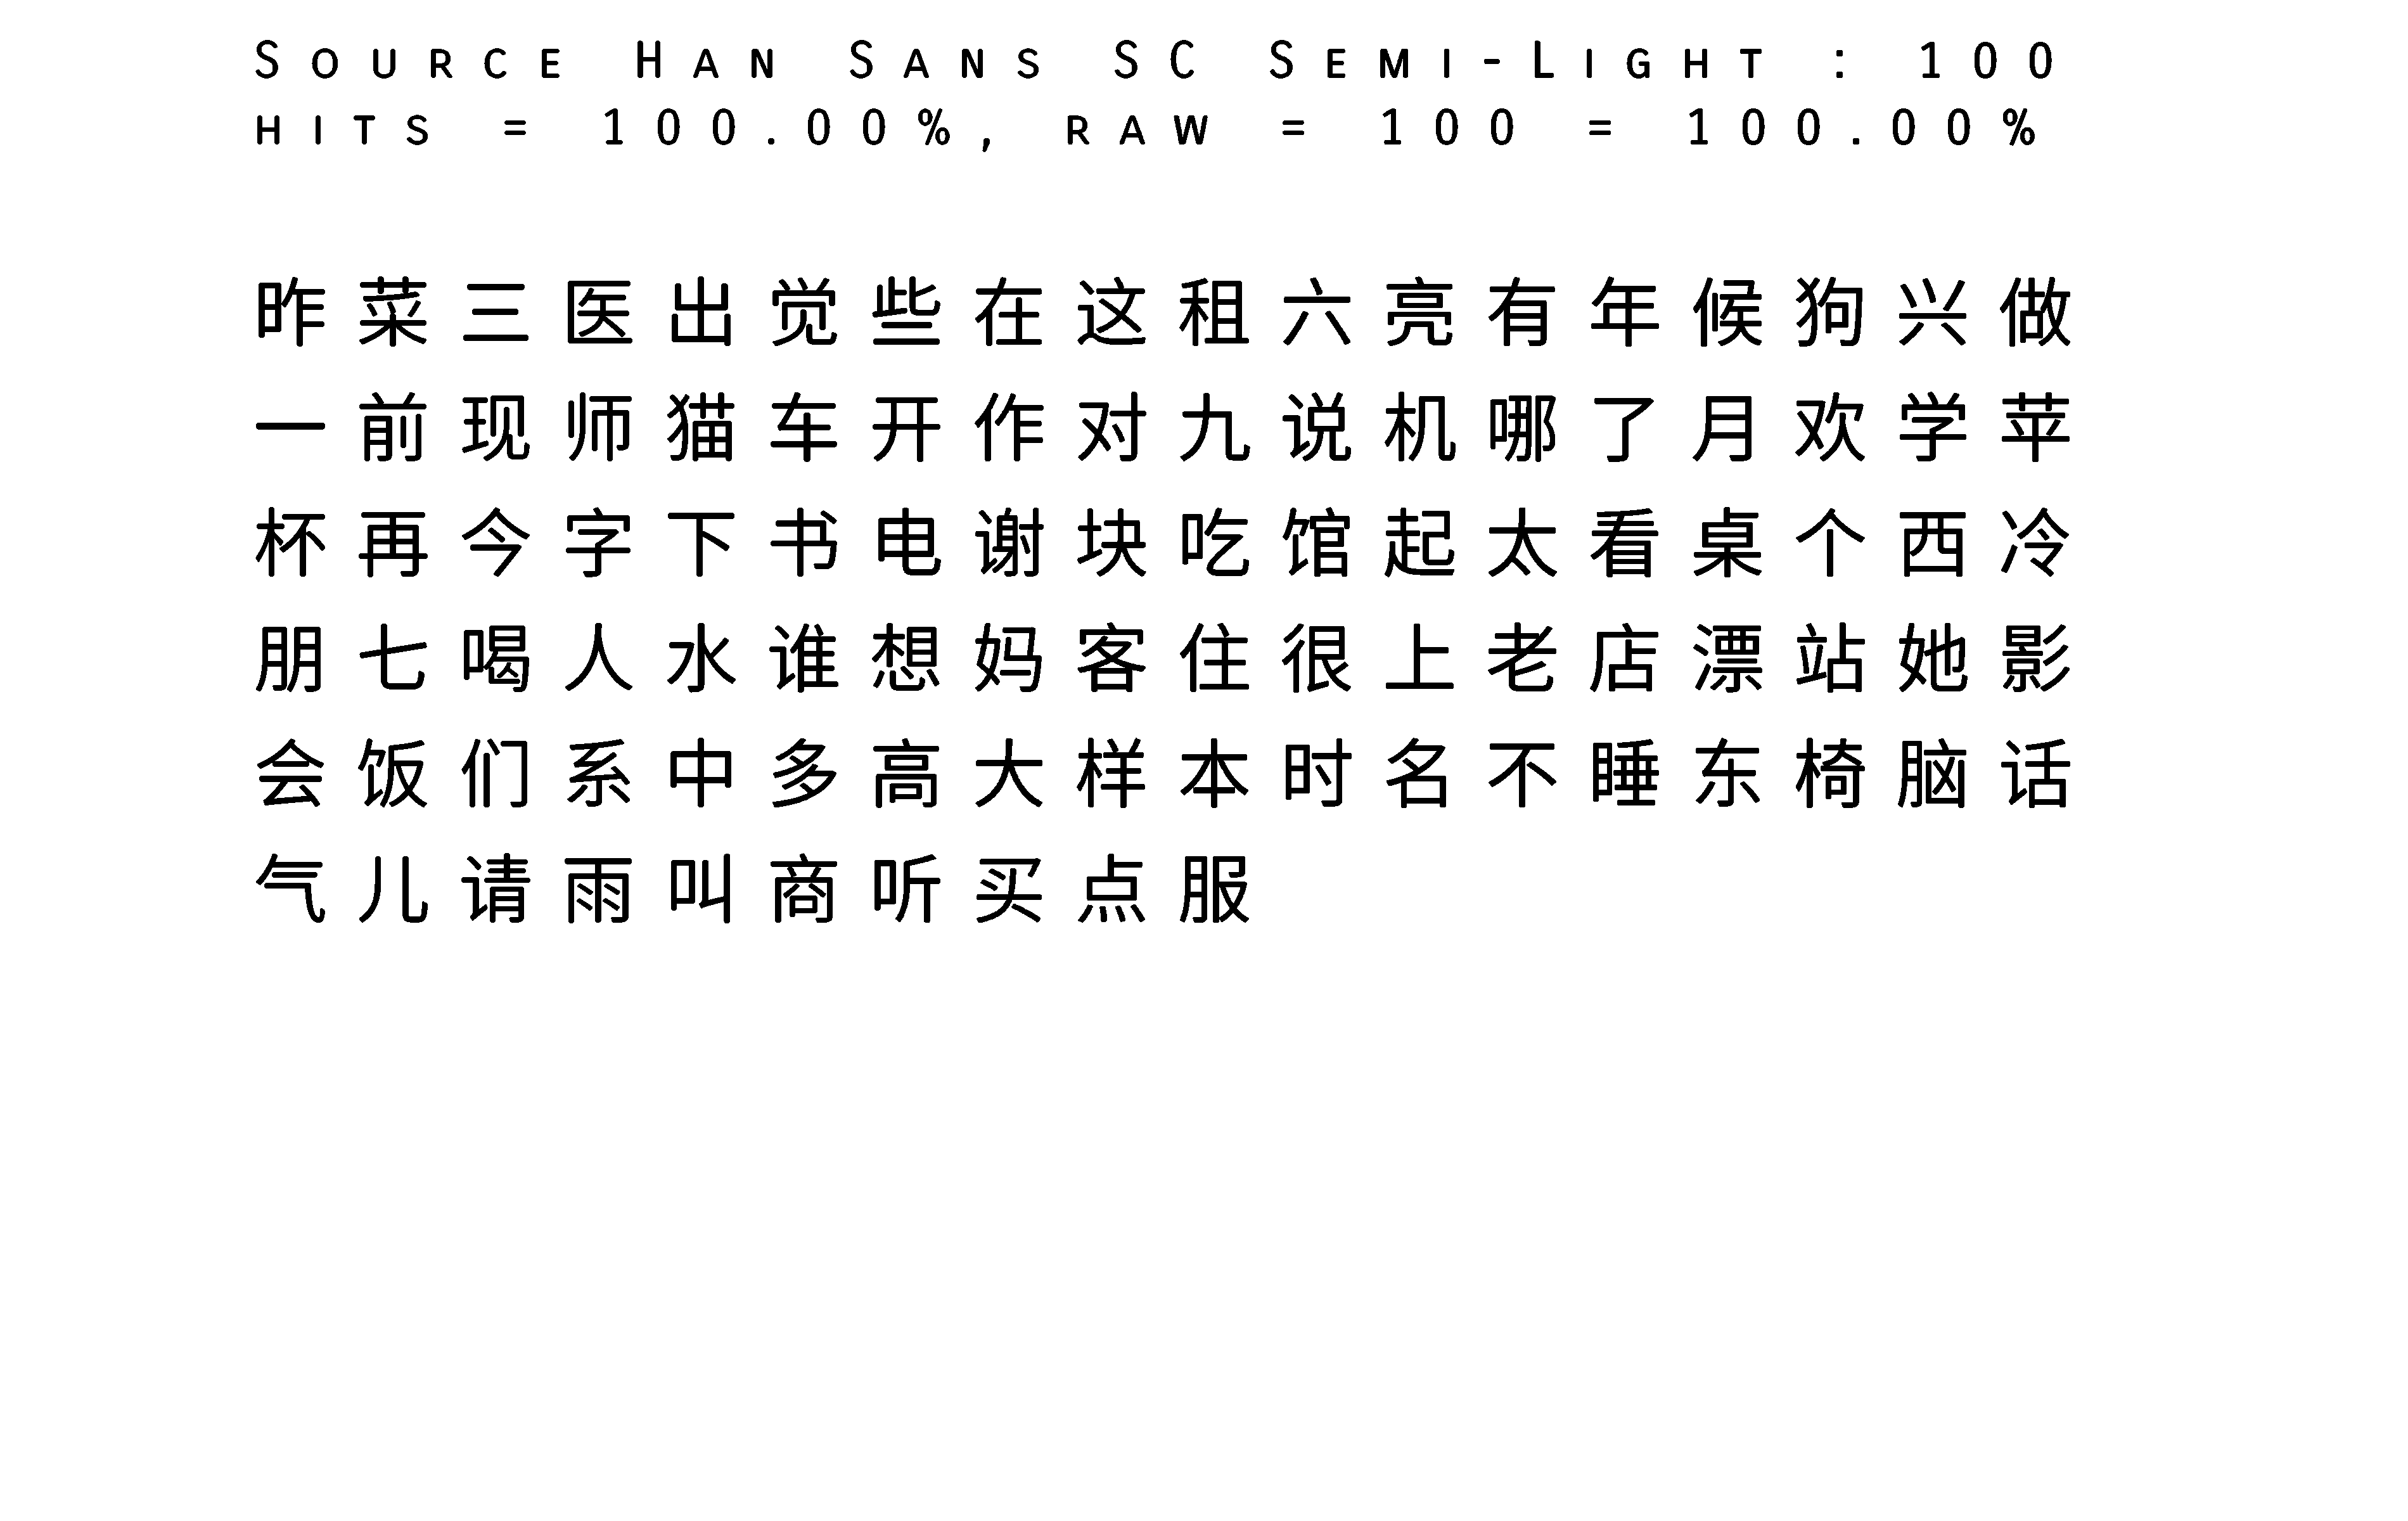 Source Han Sans SC Semi-Light : 100
hits = 100.00%, raw = 100 = 100.00%
昨菜三医出觉些在这租六亮有年候狗兴做
一前现师猫车开作对九说机哪了月欢学苹
杯再今字下书电谢块吃馆起太看桌个西冷
朋七喝人水谁想妈客住很上老店漂站她影
会饭们系中多高大样本时名不睡东椅脑话
气儿请雨叫商听买点服